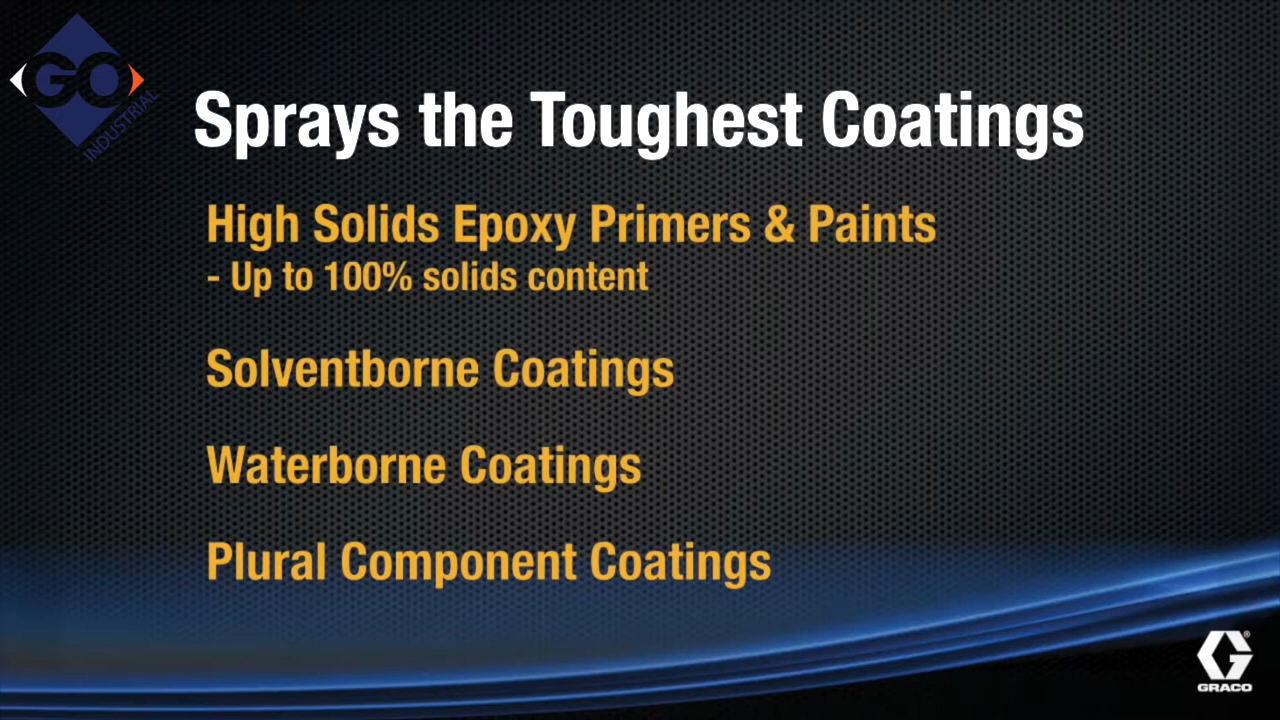 GO
INDUSTRIAL
Sprays the Toughest Coatings
High Solids Epoxy Primers & Paints
- Up to 100% solids content
Solventborne Coatings
Waterborne Coatings
Plural Component Coatings
G®
GRACO